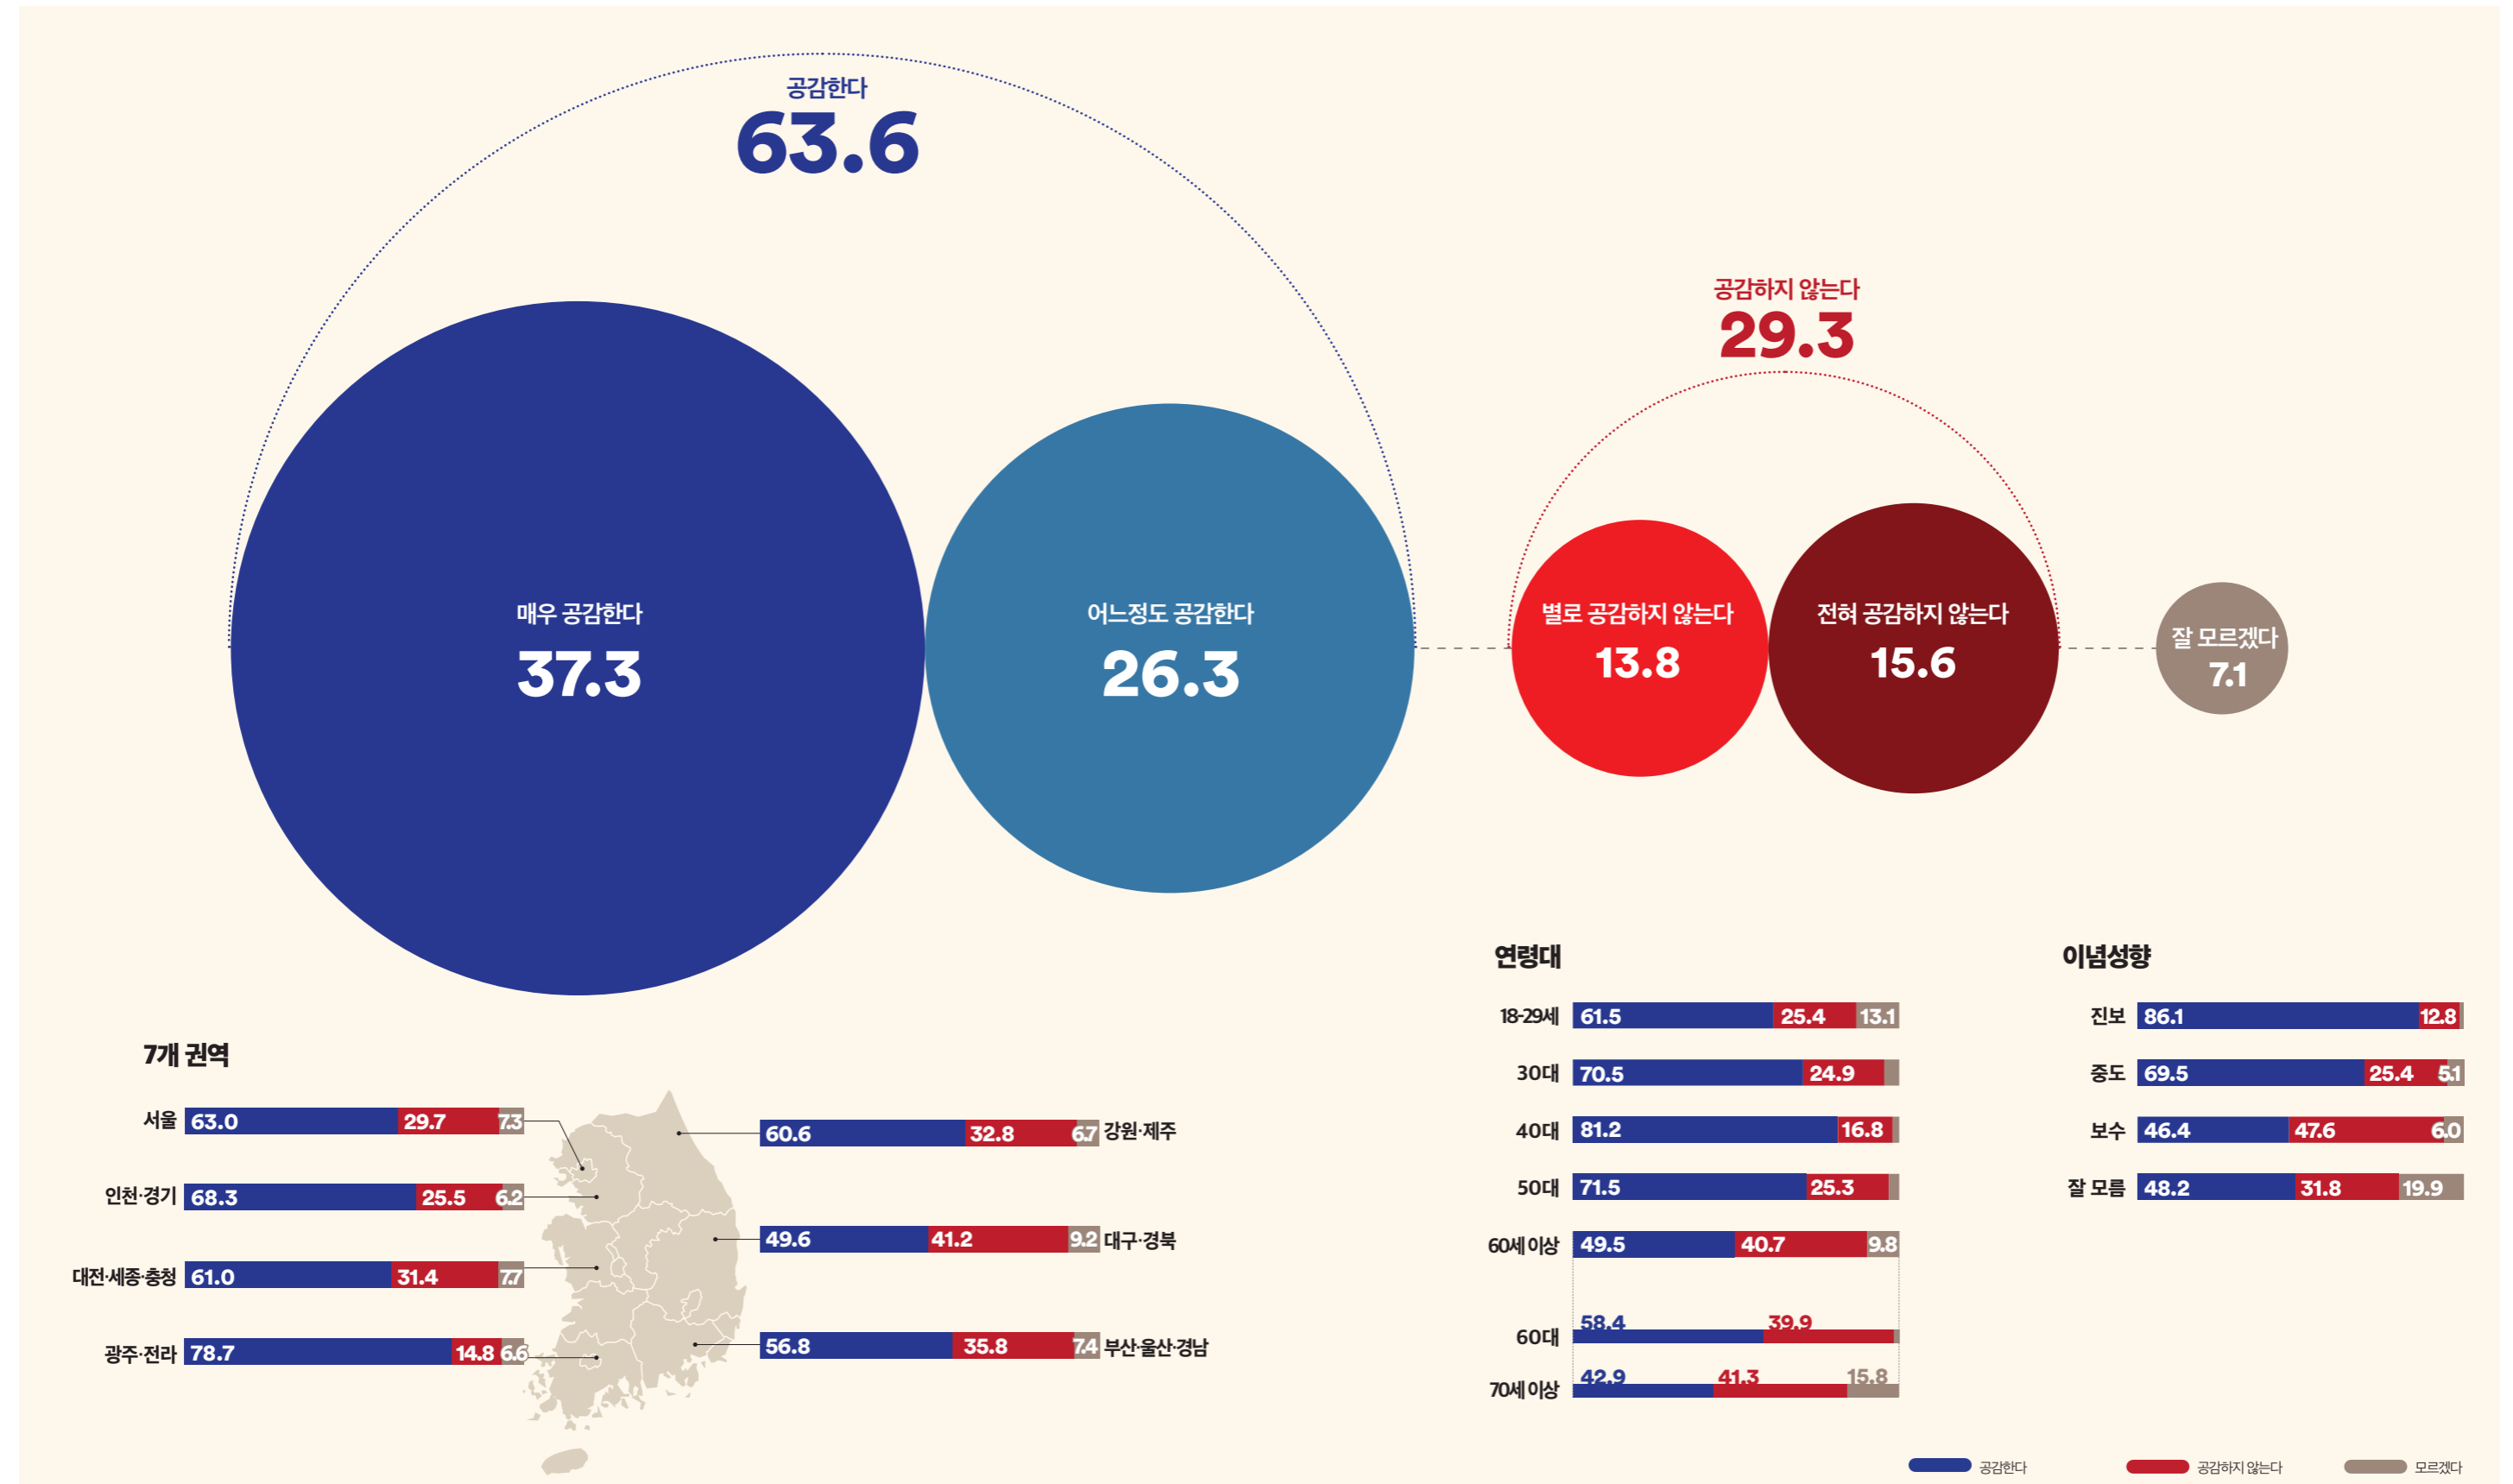 공감한다
63.6
공감하지 않는다
29.3
매우 공감한다
37.3
어느정도 공감한다
26.3
별로 공감하지 않는다
13.8
전혀 공감하지 않는다
15.6
잘 모르겠다
7.1
7개 권역
서울 63.0 29.7 7.3
인천·경기 68.3 25.5 6.2
대전·세종·충청 61.0 31.4 7.7
광주·전라 78.7 14.8 6.6
60.6 32.8 6.7 강원·제주
49.6 41.2 9.2 대구·경북
56.8 35.8 7.4 부산·울산·경남
연령대
18-29세 61.5 25.4 13.1
30대 70.5 24.9
40대 81.2 16.8
50대 71.5 25.3
60세 이상 49.5 40.7 9.8
60대 58.4 39.9
70세 이상 42.9 41.3 15.8
이념성향
진보 86.1 12.8
중도 69.5 25.4 5.1
보수 46.4 47.6 6.0
잘 모름 48.2 31.8 19.9
공감한다 공감하지 않는다 모르겠다